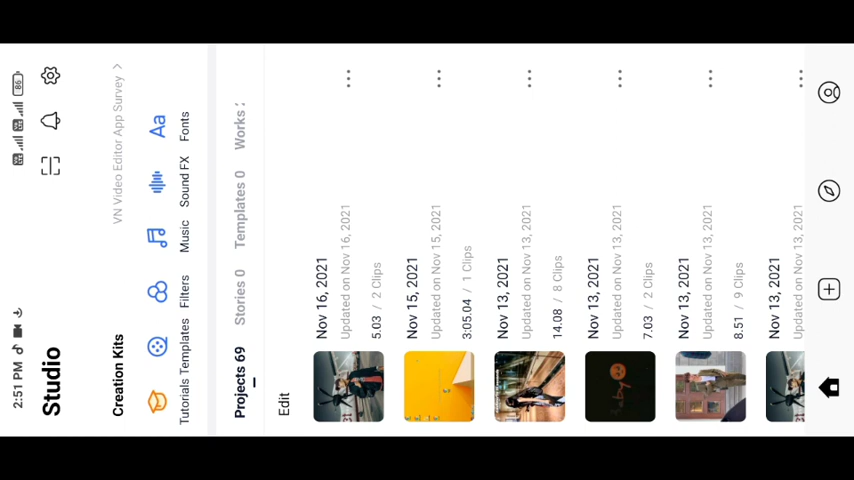 2:51 PM
86
Studio
Creation Kits
VN Video Editor App Survey >
Tutorials
Templates
Filters
Music
Sound FX
Aa
Fonts
Projects 69
Stories 0
Templates 0
Works
Edit
Nov 16, 2021
Updated on Nov 16, 2021
5.03 / 2 Clips
Nov 15, 2021
Updated on Nov 15, 2021
3:05.04 / 1 Clips
Nov 13, 2021
Updated on Nov 13, 2021
14.08 / 8 Clips
Nov 13, 2021
Updated on Nov 13, 2021
7.03 / 2 Clips
Nov 13, 2021
Updated on Nov 13, 2021
8.51 / 9 Clips
Nov 13, 2021
Updated on Nov 13, 2021